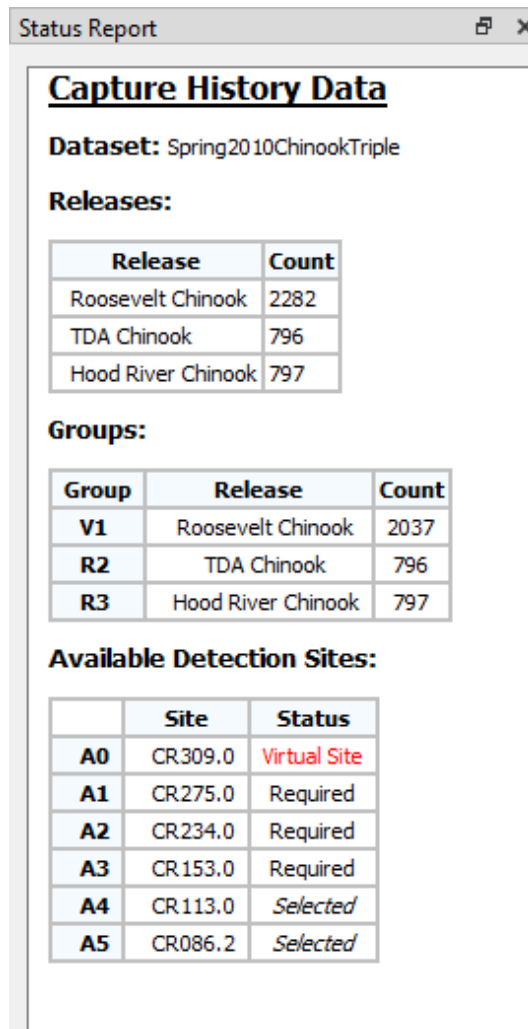 Status Report
Capture History Data
Dataset: Spring2010ChinookTriple
Releases:
Release Count
Roosevelt Chinook 2282
TDA Chinook 796
Hood River Chinook 797
Groups:
Group Release Count
V1 Roosevelt Chinook 2037
R2 TDA Chinook 796
R3 Hood River Chinook 797
Available Detection Sites:
Site Status
A0 CR309.0 Virtual Site
A1 CR275.0 Required
A2 CR234.0 Required
A3 CR153.0 Required
A4 CR113.0 Selected
A5 CR086.2 Selected